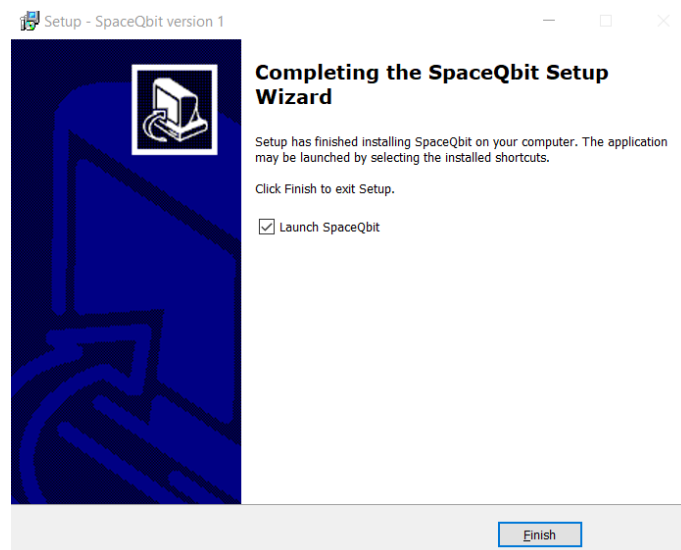 Setup - SpaceQbit version 1
Completing the SpaceQbit Setup
Wizard
Setup has finished installing SpaceQbit on your computer. The application
may be launched by selecting the installed shortcuts.
Click Finish to exit Setup.
Launch SpaceQbit
Finish